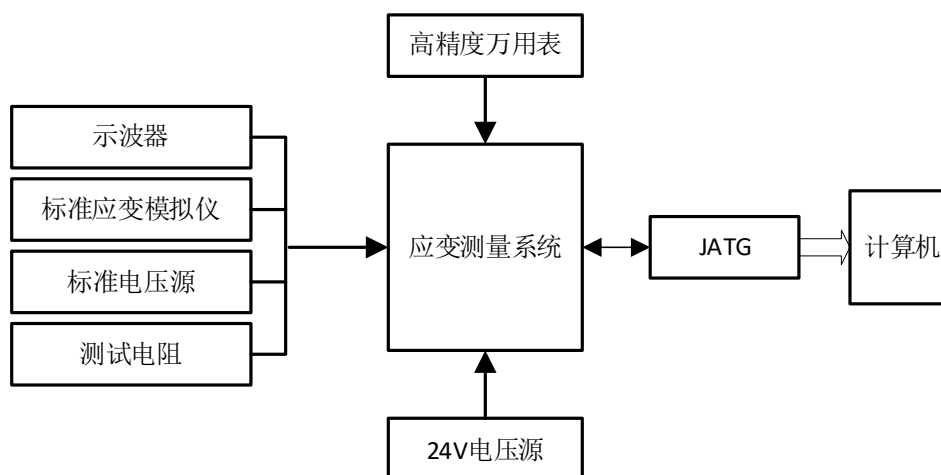 高精度万用表
示波器
标准应变模拟仪
标准电压源
测试电阻
应变测量系统
JATG
计算机
24V电压源